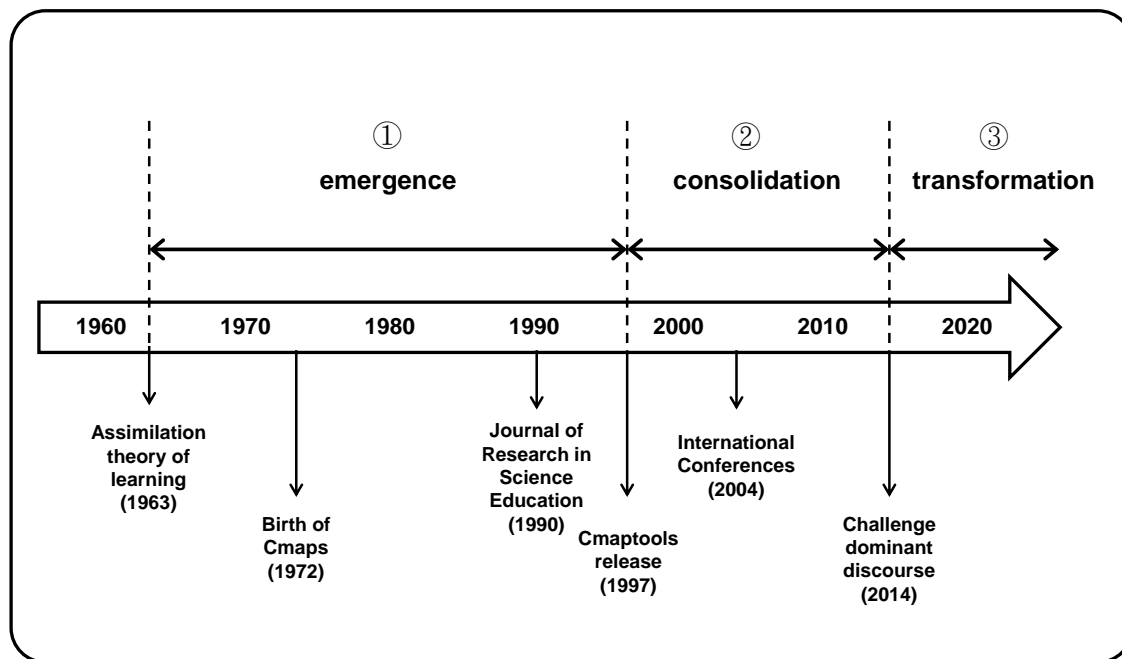 ① ② ③
emergence consolidation transformation
1960 1970 1980 1990 2000 2010 2020
Assimilation
theory of
learning
(1963)
Birth of
Cmaps
(1972)
Journal of
Research in
Science
Education
(1990)
Cmaptools
release
(1997)
International
Conferences
(2004)
Challenge
dominant
discourse
(2014)